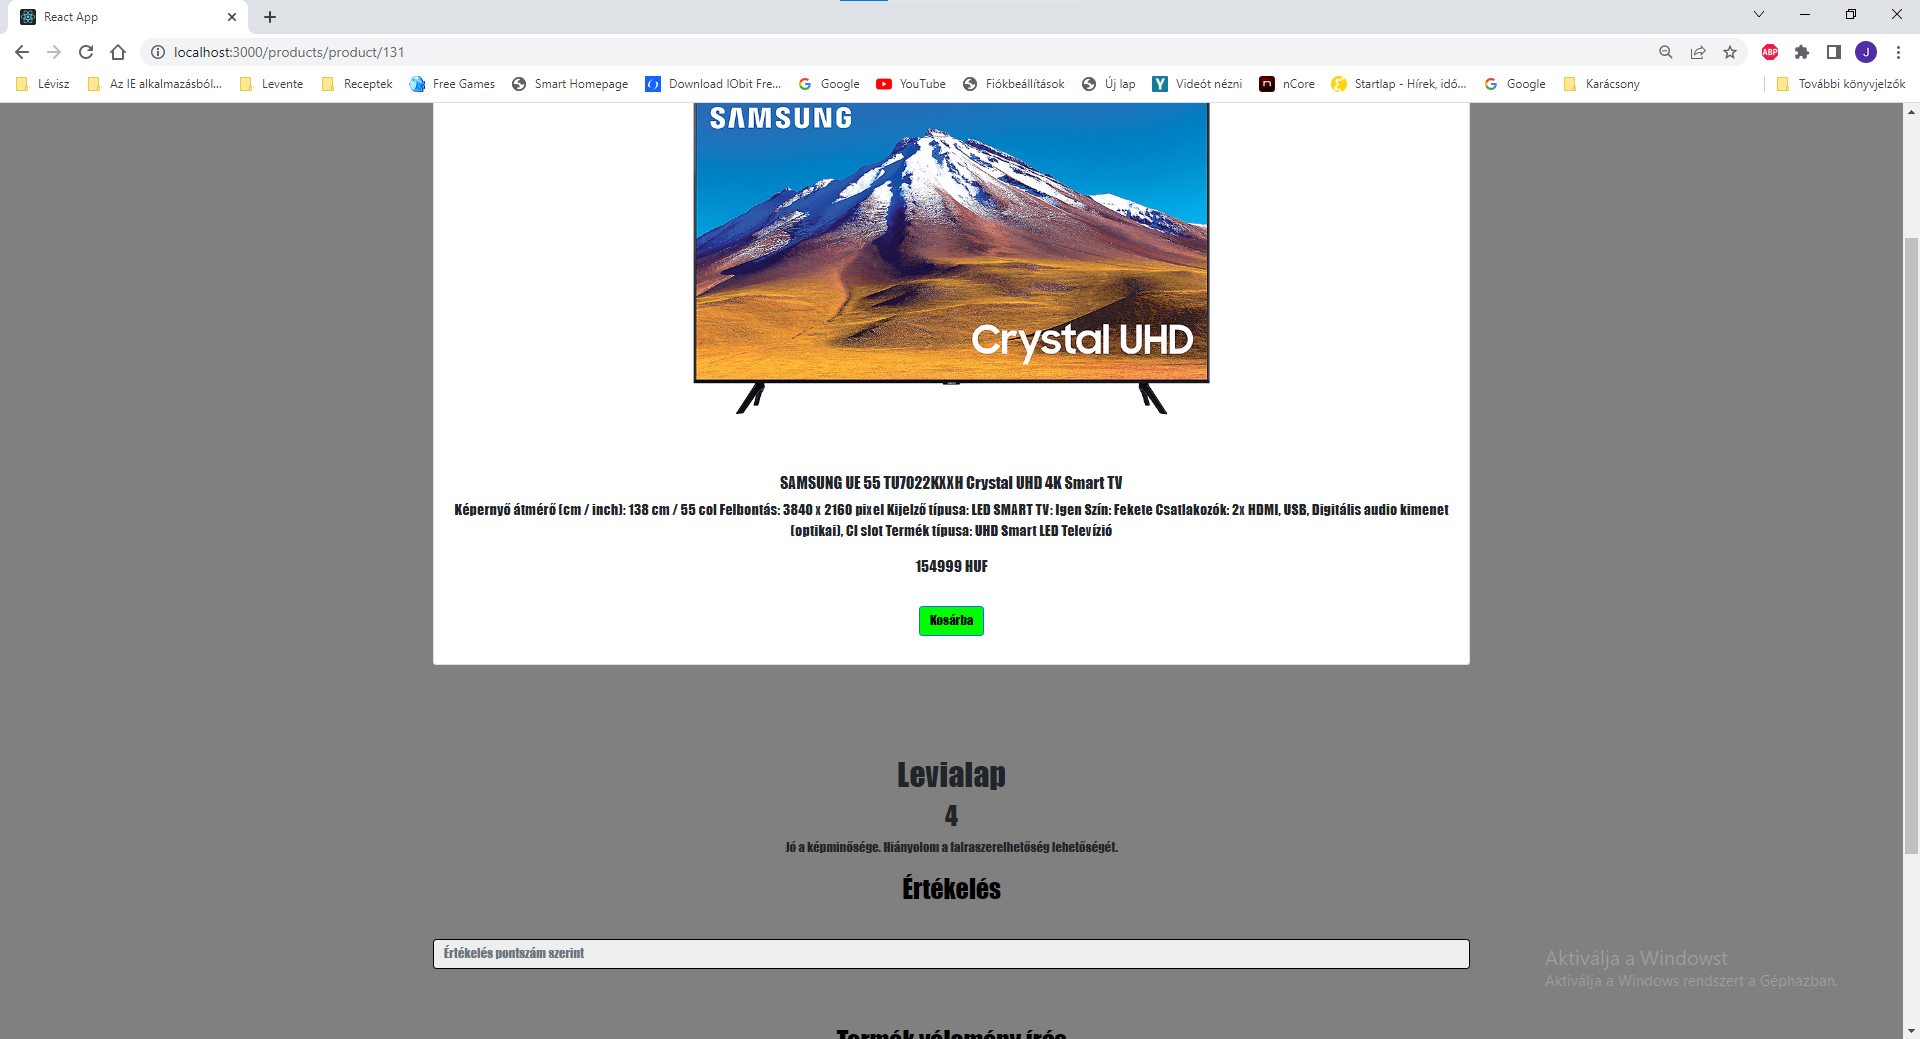 React App
localhost:3000/products/product/131
ABP
J
Lévisz
Az IE alkalmazásból...
Levente
Receptek
Free Games
Smart Homepage
Download IObit Fre...
Google
YouTube
Fiókbeállítások
Új lap
Videót nézni
nCore
Startlap - Hírek, idő...
Google
Karácsony
További könyvjelzők
SAMSUNG
Crystal UHD
SAMSUNG UE 55 TU7022KXXH Crystal UHD 4K Smart TV
Képernyő átmérő (cm / inch): 138 cm / 55 col Felbontás: 3840 x 2160 pixel Kijelző típusa: LED SMART TV: Igen Szín: Fekete Csatlakozók: 2x HDMI, USB, Digitális audio kimenet
(optikai), CI slot Termék típusa: UHD Smart LED Televízió
154999 HUF
Kosárba
Levialap
4
Jó a képminősége. Hiányolom a falraszerelhetőség lehetőségét.
Értékelés
Értékelés pontszám szerint
Aktiválja a Windowst
Aktiválja a Windows rendszert a Gépházban.
Termék vélemény írás